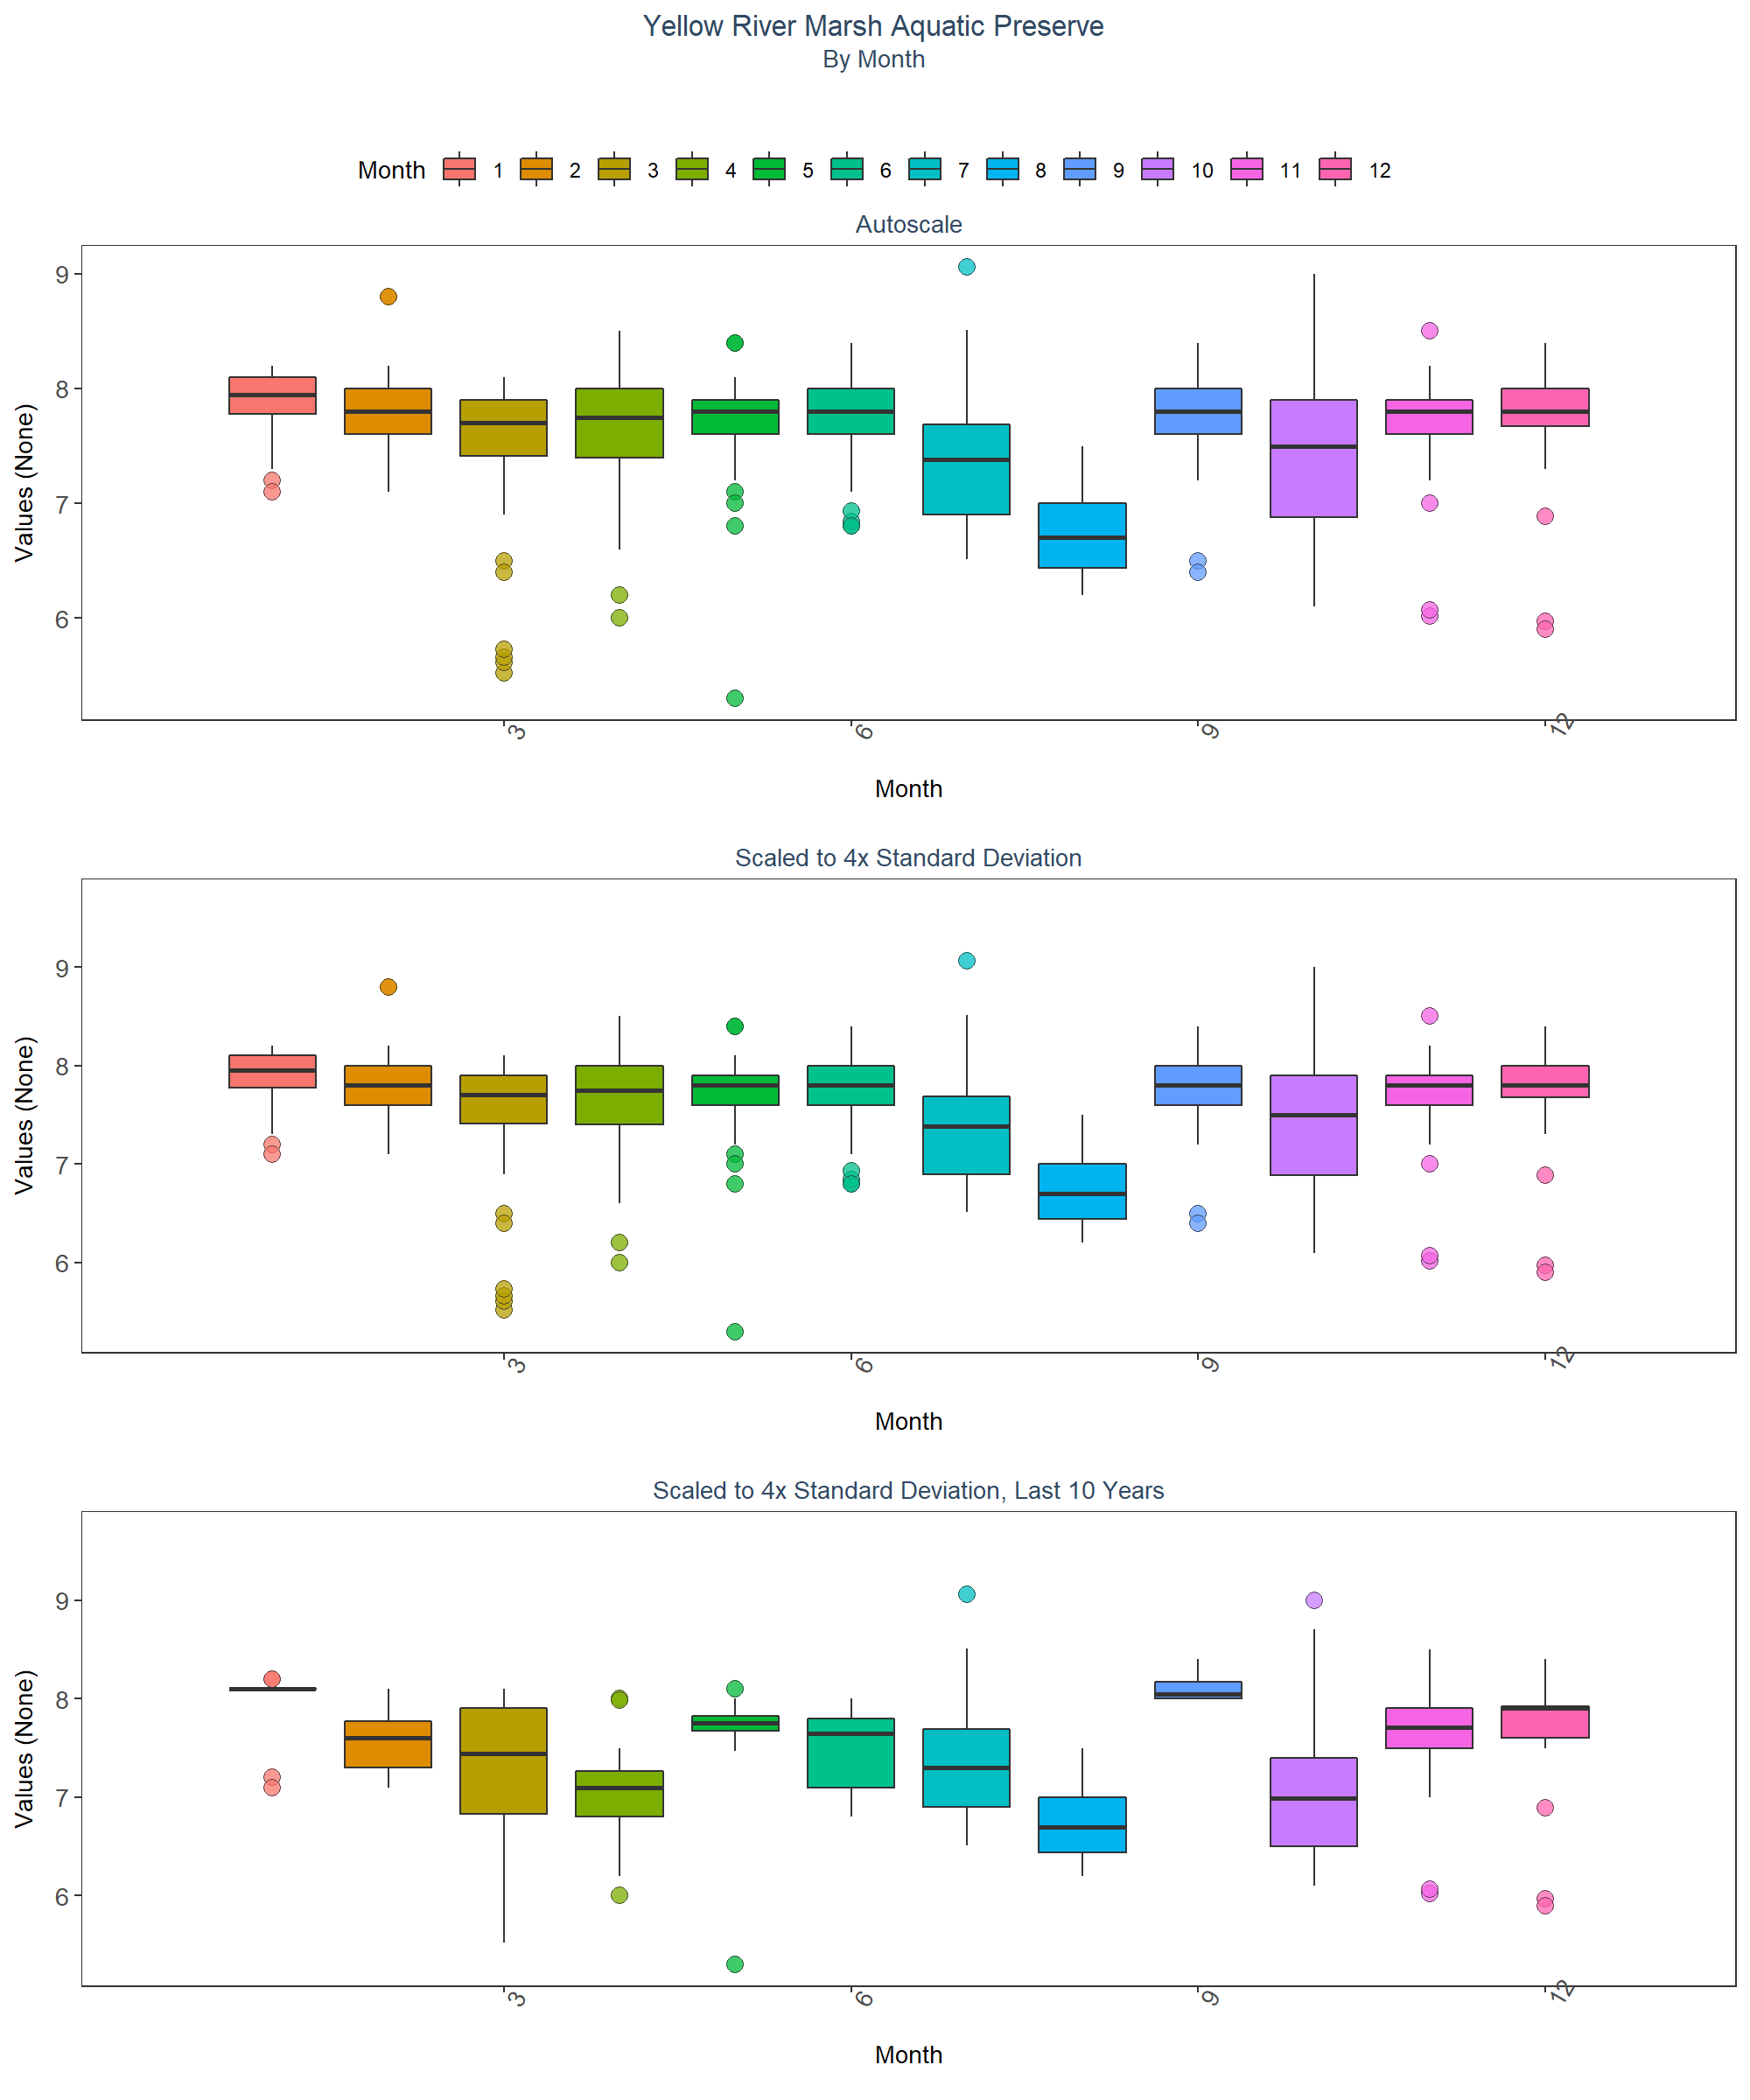 Yellow River Marsh Aquatic Preserve
By Month
Month 1 2 3 4 5 6 7 8 9 10 11 12
Autoscale
Values (None)
9
8
7
6
3 6 9 12
Month
Scaled to 4x Standard Deviation
Values (None)
9
8
7
6
3 6 9 12
Month
Scaled to 4x Standard Deviation, Last 10 Years
Values (None)
9
8
7
6
3 6 9 12
Month